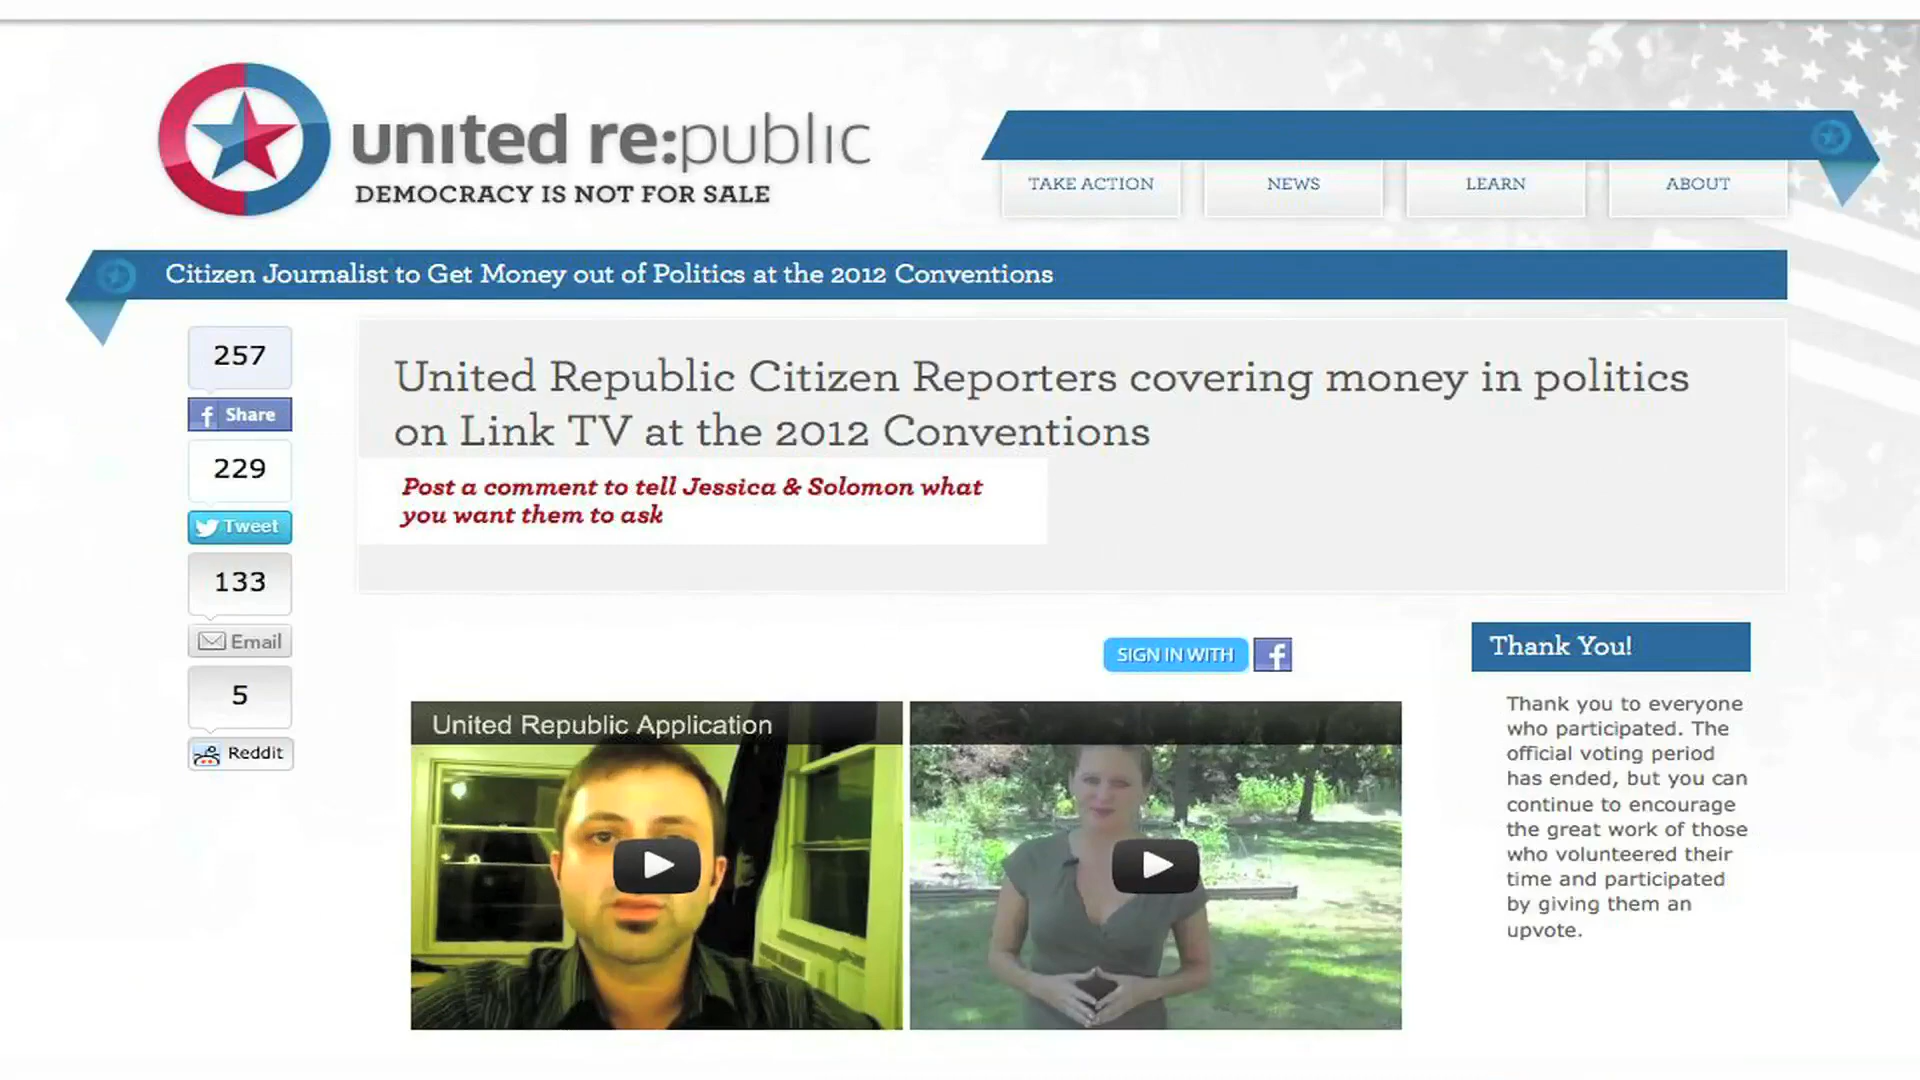 united re:public
DEMOCRACY IS NOT FOR SALE
TAKE ACTION
NEWS
LEARN
ABOUT
Citizen Journalist to Get Money out of Politics at the 2012 Conventions
257
Share
229
Tweet
133
Email
5
Reddit
United Republic Citizen Reporters covering money in politics
on Link TV at the 2012 Conventions
Post a comment to tell Jessica & Solomon what
you want them to ask
SIGN IN WITH
United Republic Application
Thank You!
Thank you to everyone
who participated. The
official voting period
has ended, but you can
continue to encourage
the great work of those
who volunteered their
time and participated
by giving them an
upvote.